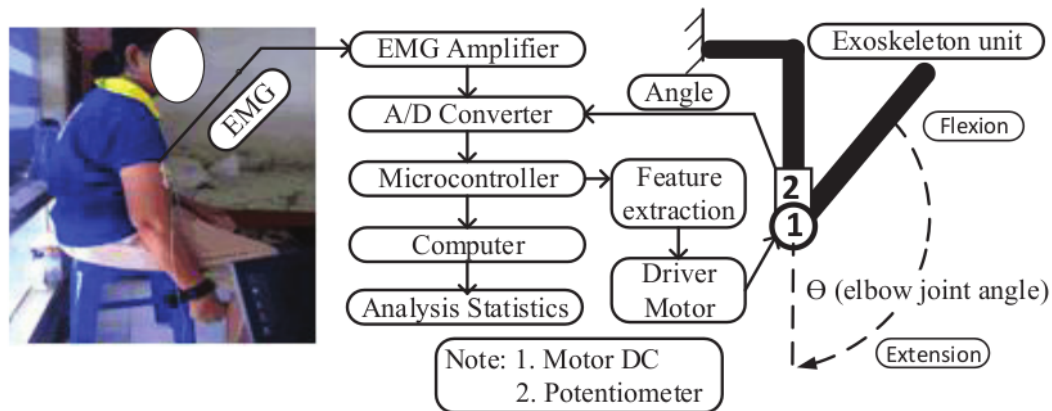 EMG
EMG Amplifier
A/D Converter
Microcontroller
Computer
Analysis Statistics
Feature
extraction
Driver
Motor
Angle
Exoskeleton unit
Flexion
2
1
Ɵ (elbow joint angle)
Extension
Note: 1. Motor DC
2. Potentiometer